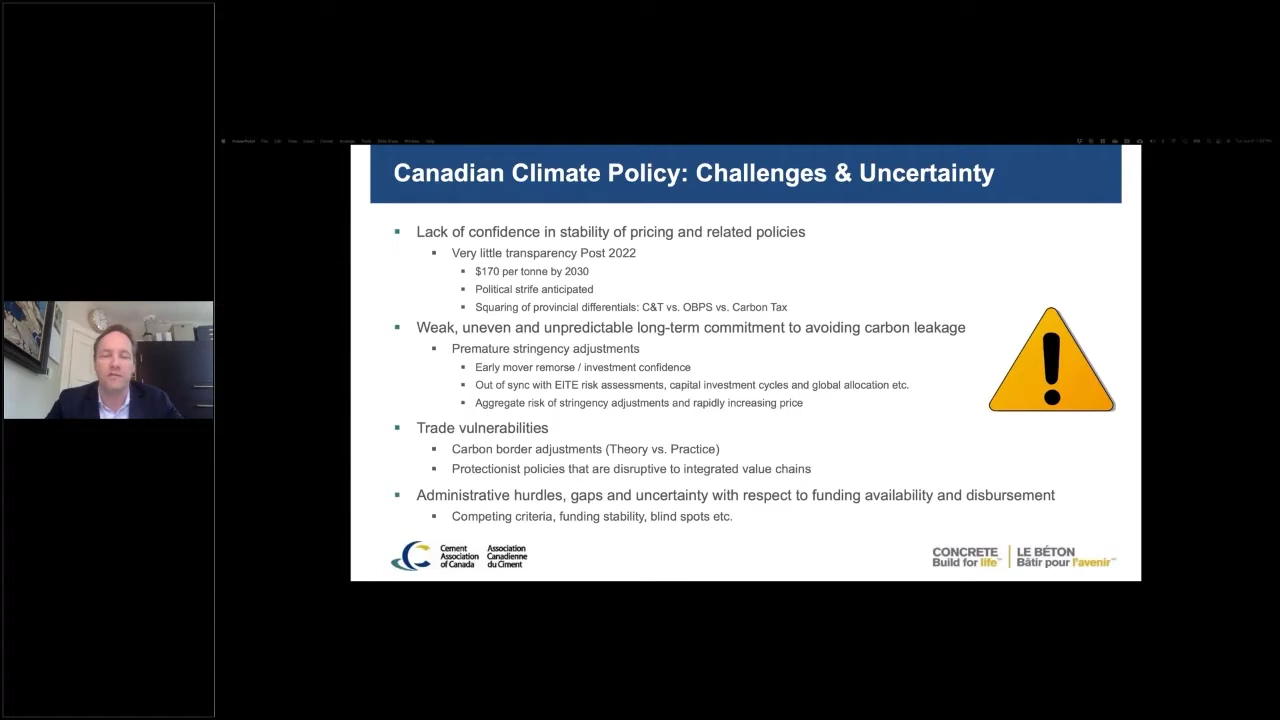 Canadian Climate Policy: Challenges & Uncertainty
Lack of confidence in stability of pricing and related policies
Very little transparency Post 2022
$170 per tonne by 2030
Political strife anticipated
Squaring of provincial differentials: C&T vs. OBPS vs. Carbon Tax
Weak, uneven and unpredictable long-term commitment to avoiding carbon leakage
Premature stringency adjustments
Early mover remorse / investment confidence
Out of sync with EITE risk assessments, capital investment cycles and global allocation etc.
Aggregate risk of stringency adjustments and rapidly increasing price
Trade vulnerabilities
Carbon border adjustments (Theory vs. Practice)
Protectionist policies that are disruptive to integrated value chains
Administrative hurdles, gaps and uncertainty with respect to funding availability and disbursement
Competing criteria, funding stability, blind spots etc.
Cement
Association
of Canada
Association
Canadienne
du Ciment
CONCRETE
Build for life
LE BÉTON
Bâtir pour l'avenir